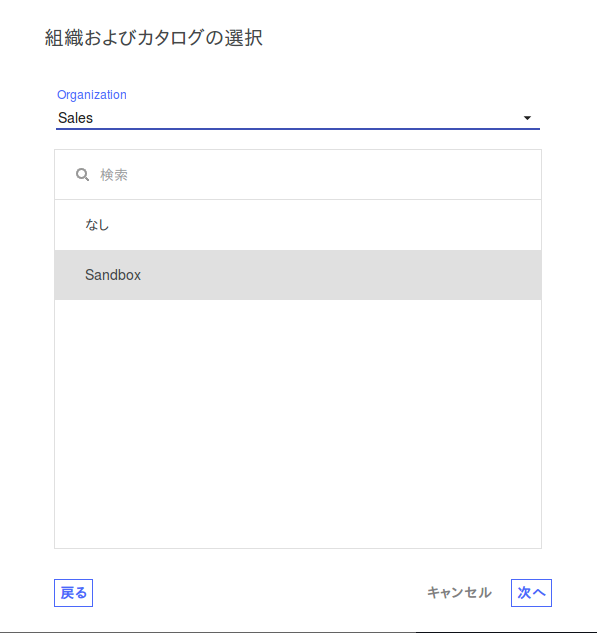 組織およびカタログの選択
Organization
Sales
検索
なし
Sandbox
戻る
キャンセル
次へ